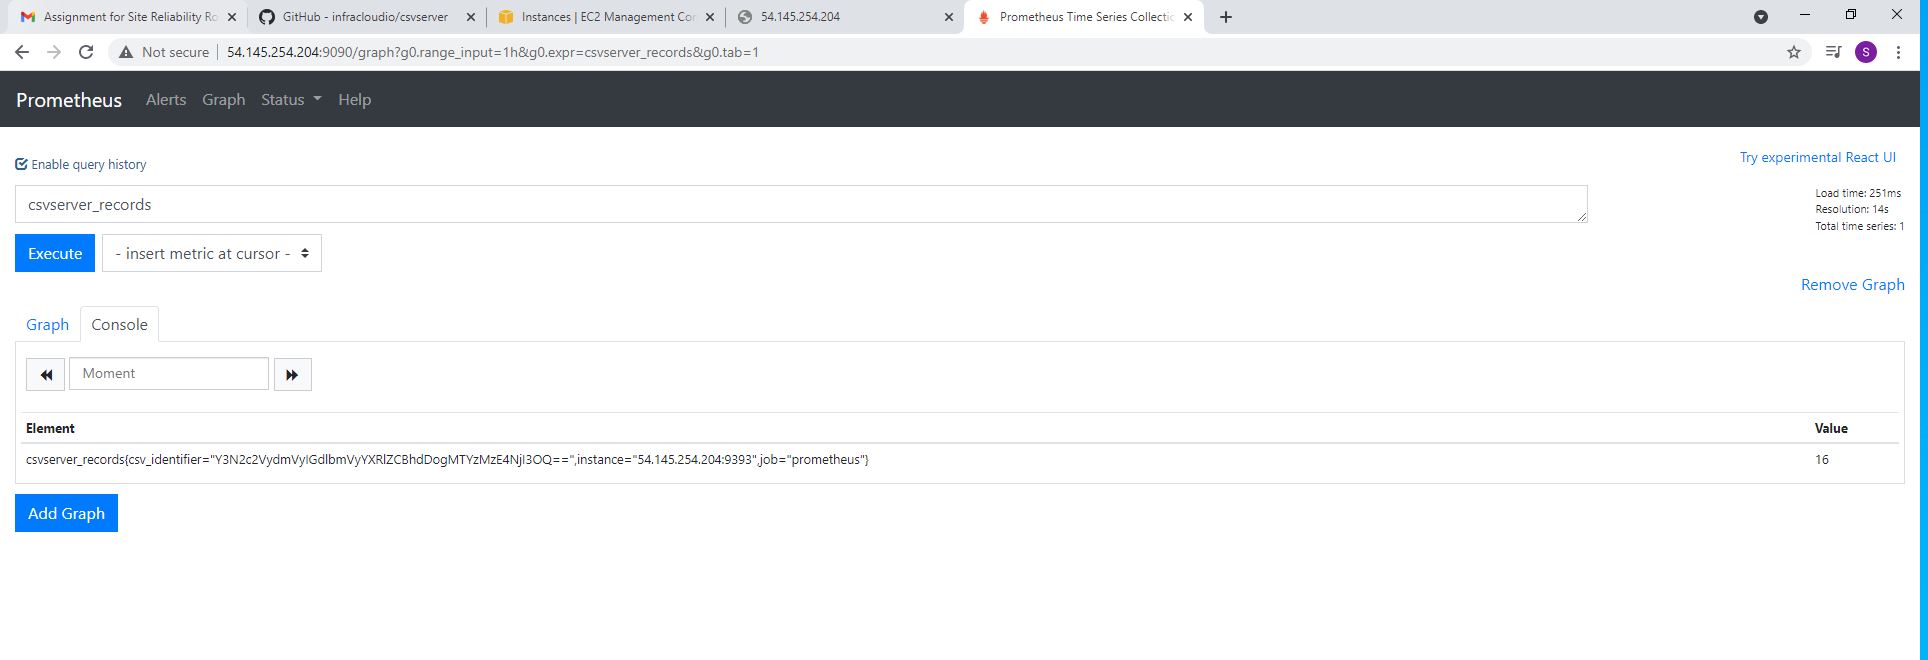 Assignment for Site Reliability Ro
GitHub - infracloudio/csvserver
Instances | EC2 Management Con
54.145.254.204
Prometheus Time Series Collectic
Not secure
54.145.254.204:9090/graph?g0.range_input=1h&g0.expr=csvserver_records&g0.tab=1
S
Prometheus Alerts Graph Status Help
Enable query history
Try experimental React UI
csvserver_records
Load time: 251ms
Resolution: 14s
Total time series: 1
Execute
- insert metric at cursor -
Remove Graph
Graph Console
Moment
Element Value
csvserver_records{csv_identifier="Y3N2c2VydmVyIGdlbmVyYXRlZCBhdDogMTYzMzE4NjI3OQ==",instance="54.145.254.204:9393",job="prometheus"} 16
Add Graph